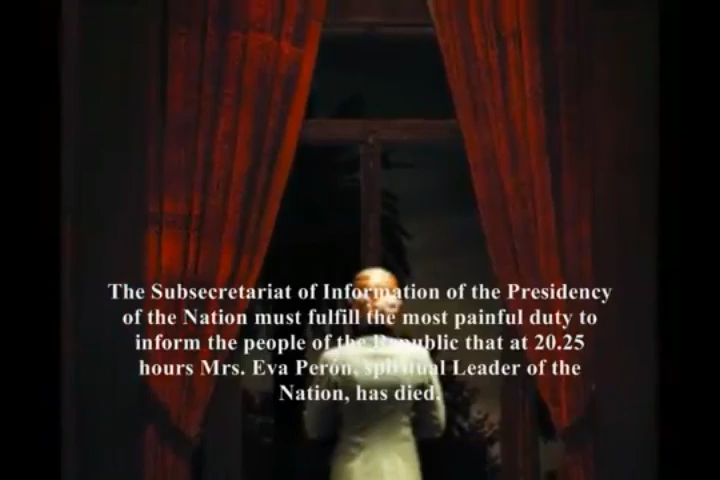 The Subsecretariat of Information of the Presidency
of the Nation must fulfill the most painful duty to
inform the people of the Republic that at 20.25
hours Mrs. Eva Peron, spiritual Leader of the
Nation, has died.